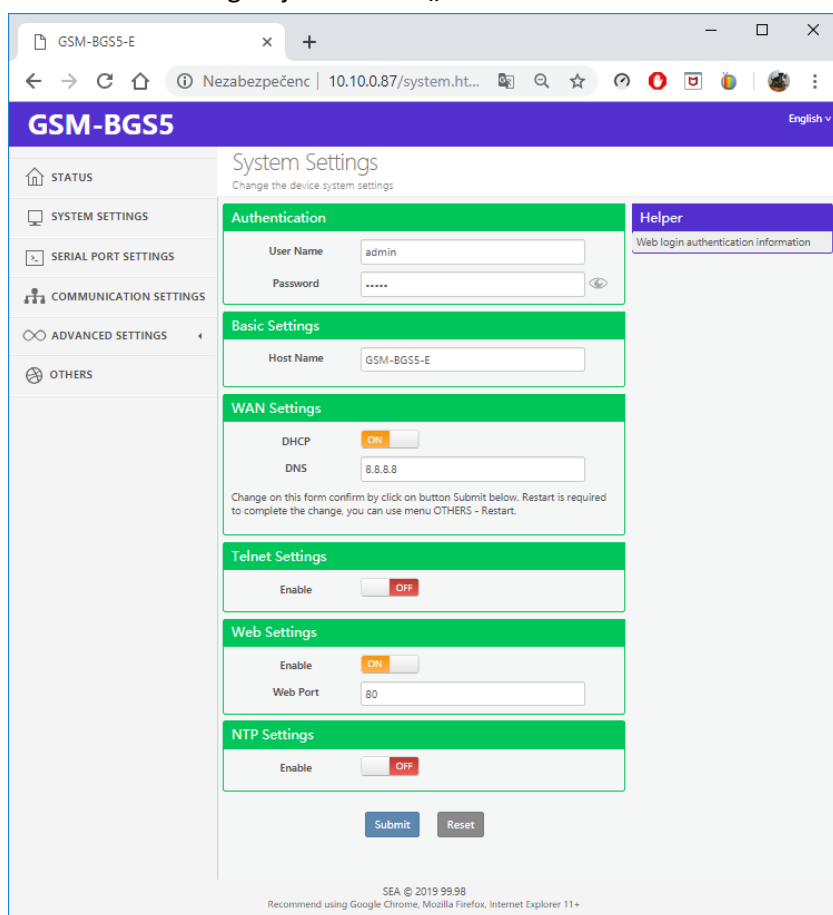 GSM-BGS5-E
Nezabezpečenc | 10.10.0.87/system.ht...
GSM-BGS5
English
STATUS
SYSTEM SETTINGS
SERIAL PORT SETTINGS
COMMUNICATION SETTINGS
ADVANCED SETTINGS
OTHERS
System Settings
Change the device system settings
Authentication
User Name admin
Password •••••
Basic Settings
Host Name GSM-BGS5-E
WAN Settings
DHCP ON
DNS 8.8.8.8
Change on this form confirm by click on button Submit below. Restart is required
to complete the change, you can use menu OTHERS - Restart.
Telnet Settings
Enable OFF
Web Settings
Enable ON
Web Port 80
NTP Settings
Enable OFF
Submit Reset
Helper
Web login authentication information
SEA © 2019 99.98
Recommend using Google Chrome, Mozilla Firefox, Internet Explorer 11+